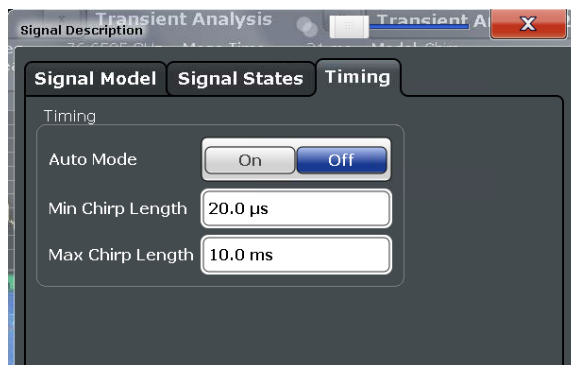 Transient Analysis
Transient A
Signal Description
X
Signal Model Signal States Timing
Timing
Auto Mode On Off
Min Chirp Length 20.0 µs
Max Chirp Length 10.0 ms